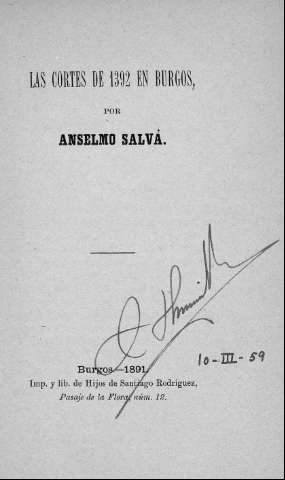 LAS CORTES DE 1392 EN BURGOS,
POR
ANSELMO SALVÁ.
10-III-59
Burgos—1891.
Imp. y lib. de Hijos de Santiago Rodríguez,
Pasaje de la Flora, núm. 12.